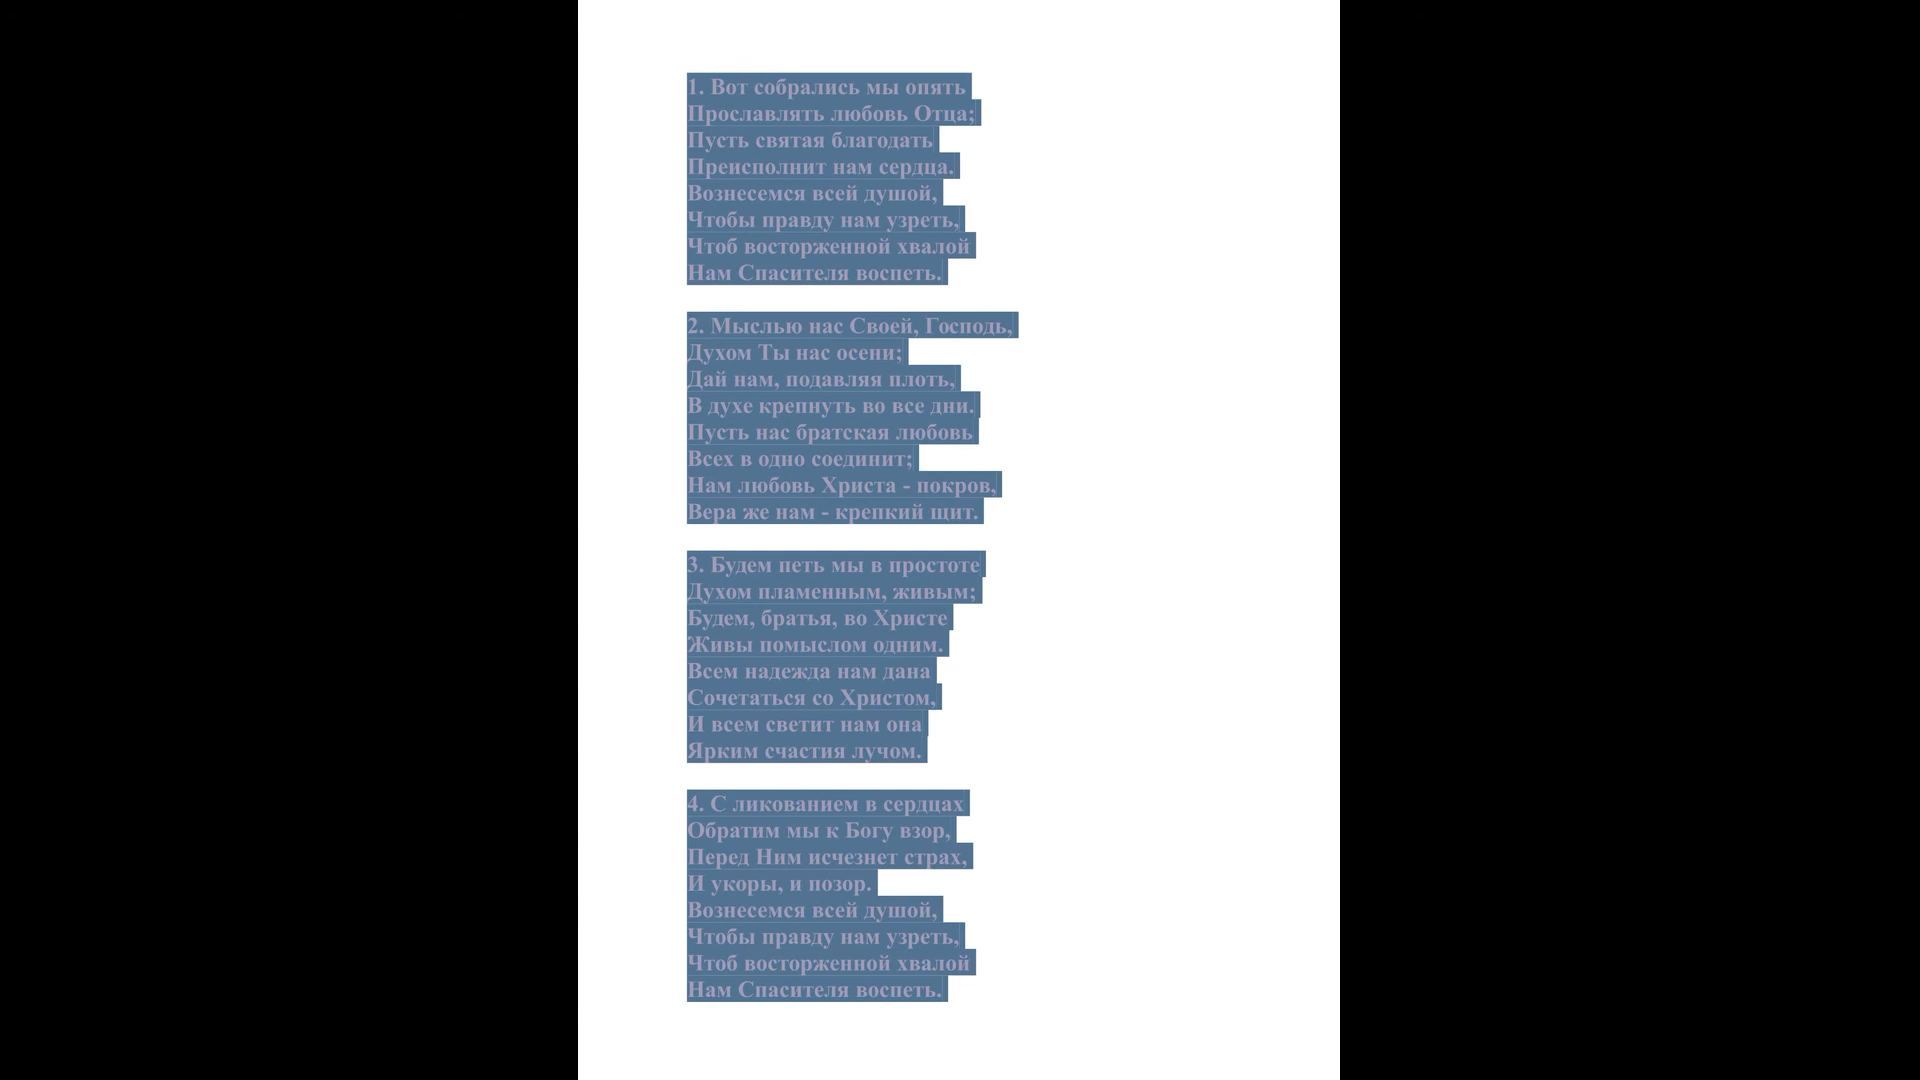 1. Вот собрались мы опять
Прославлять любовь Отца;
Пусть святая благодать
Преисполнит нам сердца.
Вознесемся всей душой,
Чтобы правду нам узреть,
Чтоб восторженной хвалой
Нам Спасителя воспеть.

2. Мыслью нас Своей, Господь,
Духом Ты нас осени;
Дай нам, подавляя плоть,
В духе крепнуть во все дни.
Пусть нас братская любовь
Всех в одно соединит;
Нам любовь Христа - покров,
Вера же нам - крепкий щит.

3. Будем петь мы в простоте
Духом пламенным, живым;
Будем, братья, во Христе
Живы помыслом одним.
Всем надежда нам дана
Сочетаться со Христом,
И всем светит нам она
Ярким счастия лучом.

4. С ликованием в сердцах
Обратим мы к Богу взор,
Перед Ним исчезнет страх,
И укоры, и позор.
Вознесемся всей душой,
Чтобы правду нам узреть,
Чтоб восторженной хвалой
Нам Спасителя воспеть.